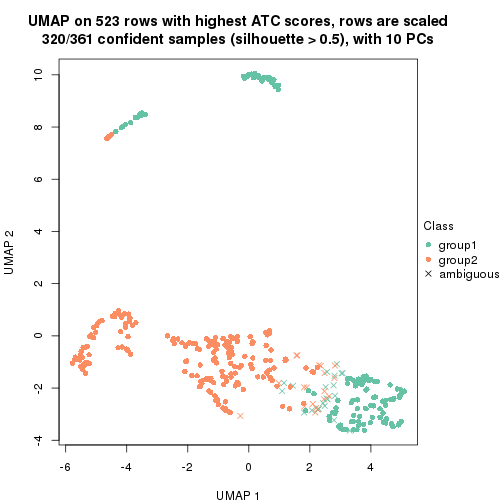 UMAP on 523 rows with highest ATC scores, rows are scaled
320/361 confident samples (silhouette > 0.5), with 10 PCs
10
8
6
4
2
0
-2
-4
UMAP 2
-6
-4
-2
0
2
4
UMAP 1
Class
group1
group2
ambiguous